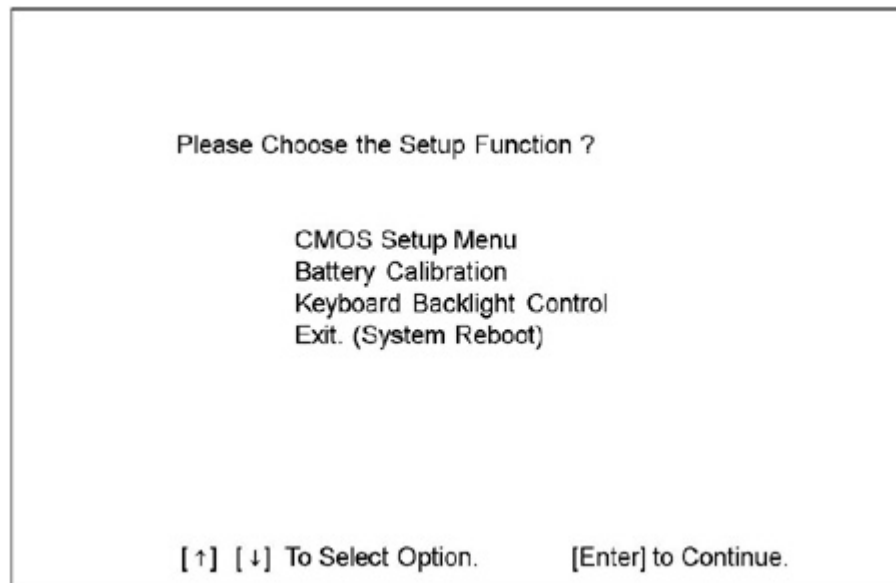 Please Choose the Setup Function ?
CMOS Setup Menu
Battery Calibration
Keyboard Backlight Control
Exit. (System Reboot)
[↑] [↓] To Select Option. [Enter] to Continue.